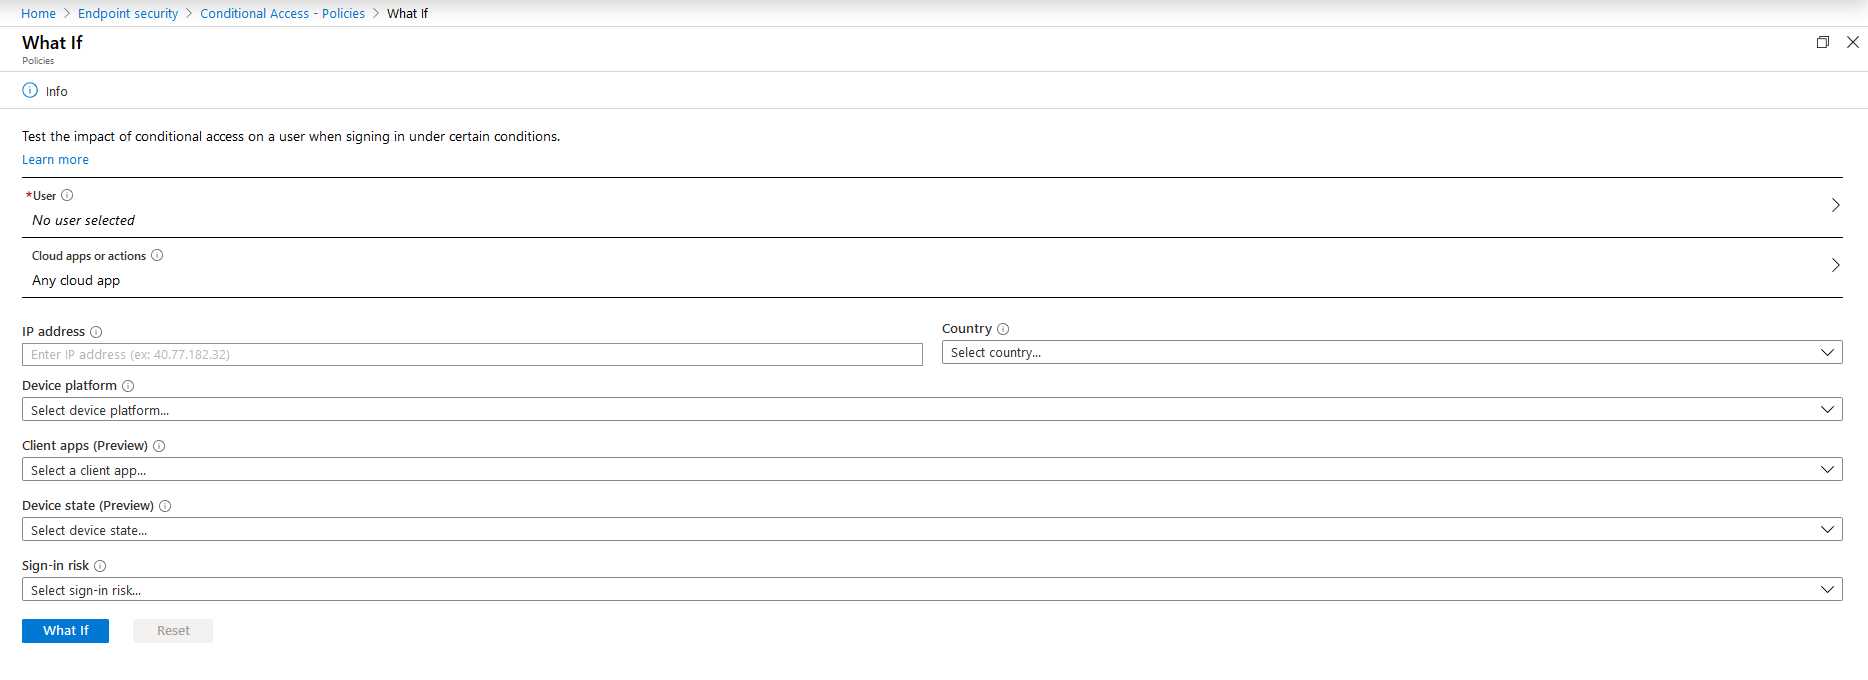 Home > Endpoint security > Conditional Access - Policies > What If
What If
Policies
Info
Test the impact of conditional access on a user when signing in under certain conditions.
Learn more
*User
No user selected
Cloud apps or actions
Any cloud app
IP address
Enter IP address (ex: 40.77.182.32)
Country
Select country...
Device platform
Select device platform...
Client apps (Preview)
Select a client app...
Device state (Preview)
Select device state...
Sign-in risk
Select sign-in risk...
What If Reset